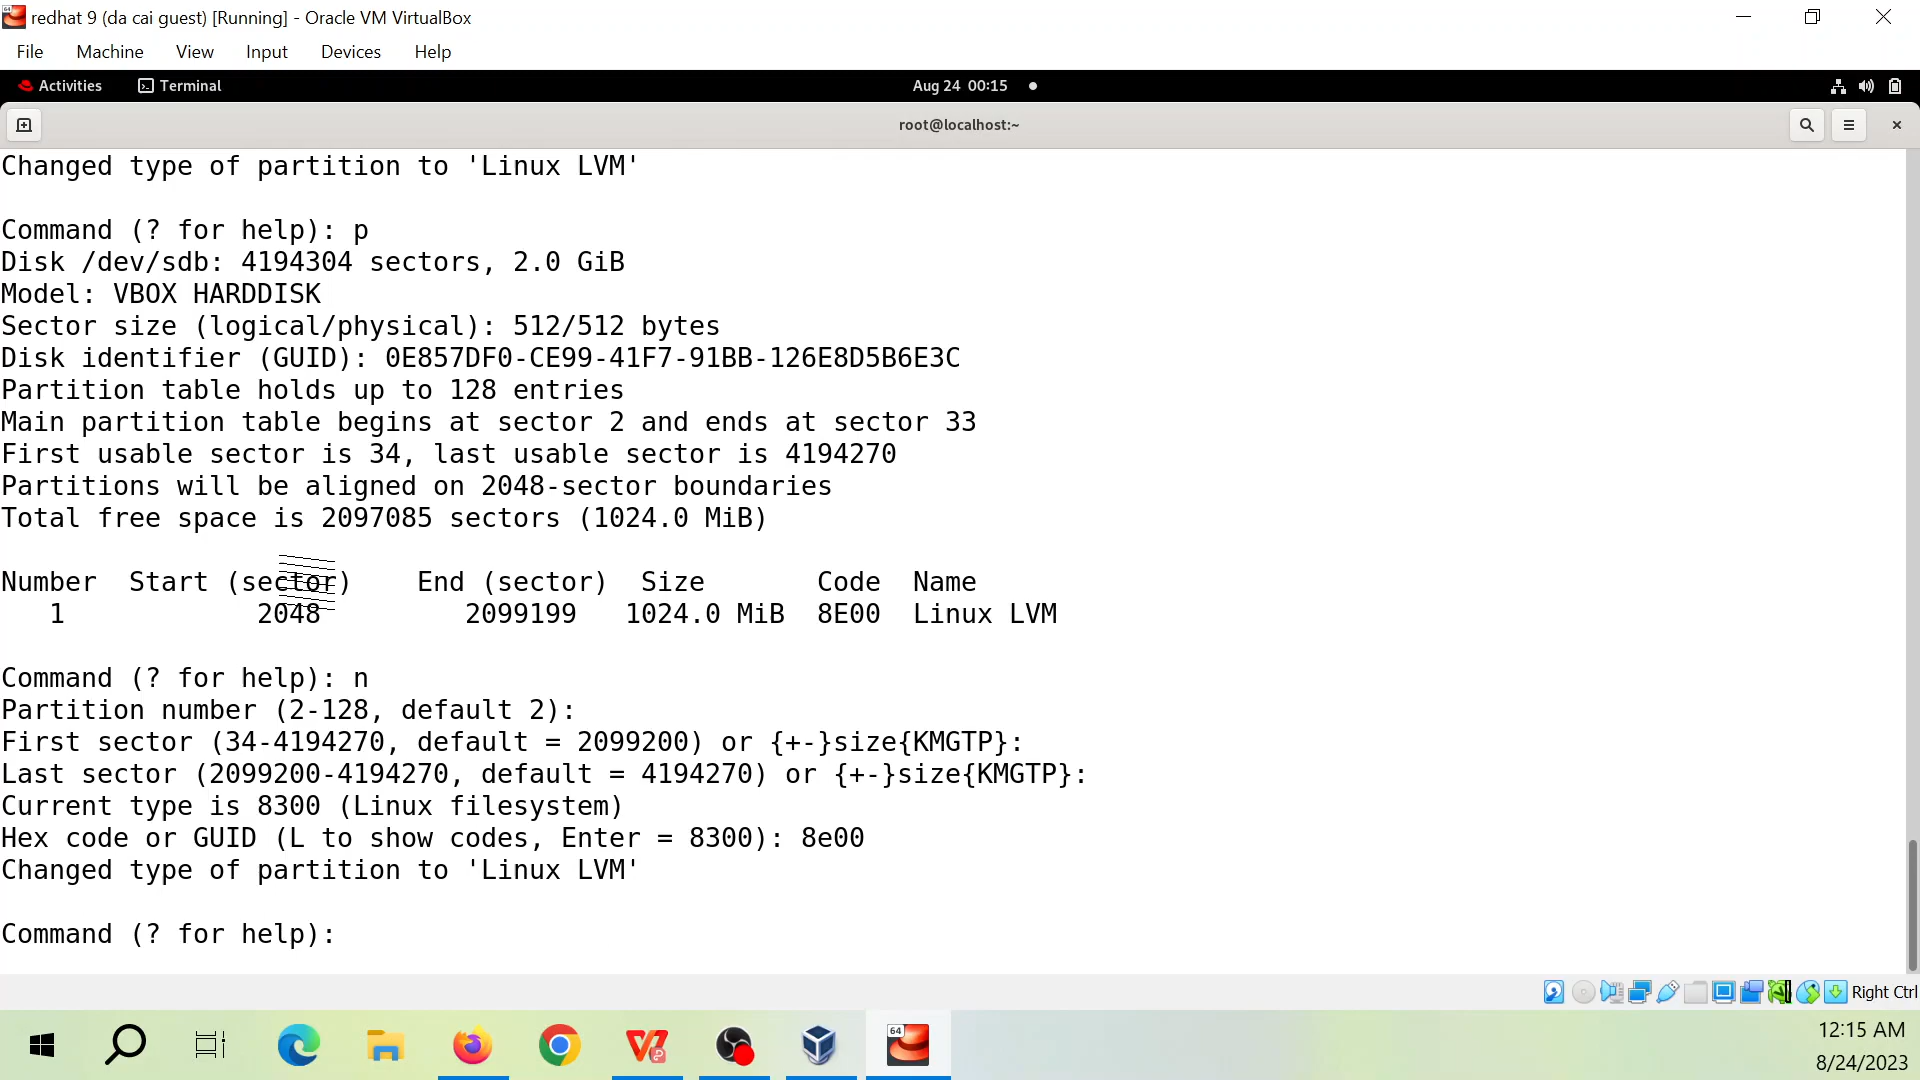 redhat 9 (da cai guest) [Running] - Oracle VM VirtualBox
File Machine View Input Devices Help
Activities Terminal Aug 24 00:15
root@localhost:~
Changed type of partition to 'Linux LVM'
Command (? for help): p
Disk /dev/sdb: 4194304 sectors, 2.0 GiB
Model: VBOX HARDDISK
Sector size (logical/physical): 512/512 bytes
Disk identifier (GUID): 0E857DF0-CE99-41F7-91BB-126E8D5B6E3C
Partition table holds up to 128 entries
Main partition table begins at sector 2 and ends at sector 33
First usable sector is 34, last usable sector is 4194270
Partitions will be aligned on 2048-sector boundaries
Total free space is 2097085 sectors (1024.0 MiB)
Number Start (sector) End (sector) Size Code Name
1 2048 2099199 1024.0 MiB 8E00 Linux LVM
Command (? for help): n
Partition number (2-128, default 2):
First sector (34-4194270, default = 2099200) or {+-}size{KMGTP}:
Last sector (2099200-4194270, default = 4194270) or {+-}size{KMGTP}:
Current type is 8300 (Linux filesystem)
Hex code or GUID (L to show codes, Enter = 8300): 8e00
Changed type of partition to 'Linux LVM'
Command (? for help):
Right Ctrl
64
12:15 AM
8/24/2023